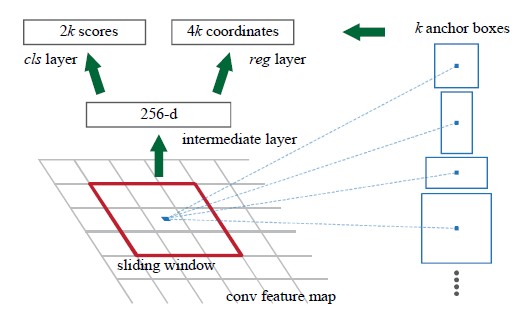 2k scores
4k coordinates
k anchor boxes
cls layer
reg layer
256-d
intermediate layer
sliding window
conv feature map